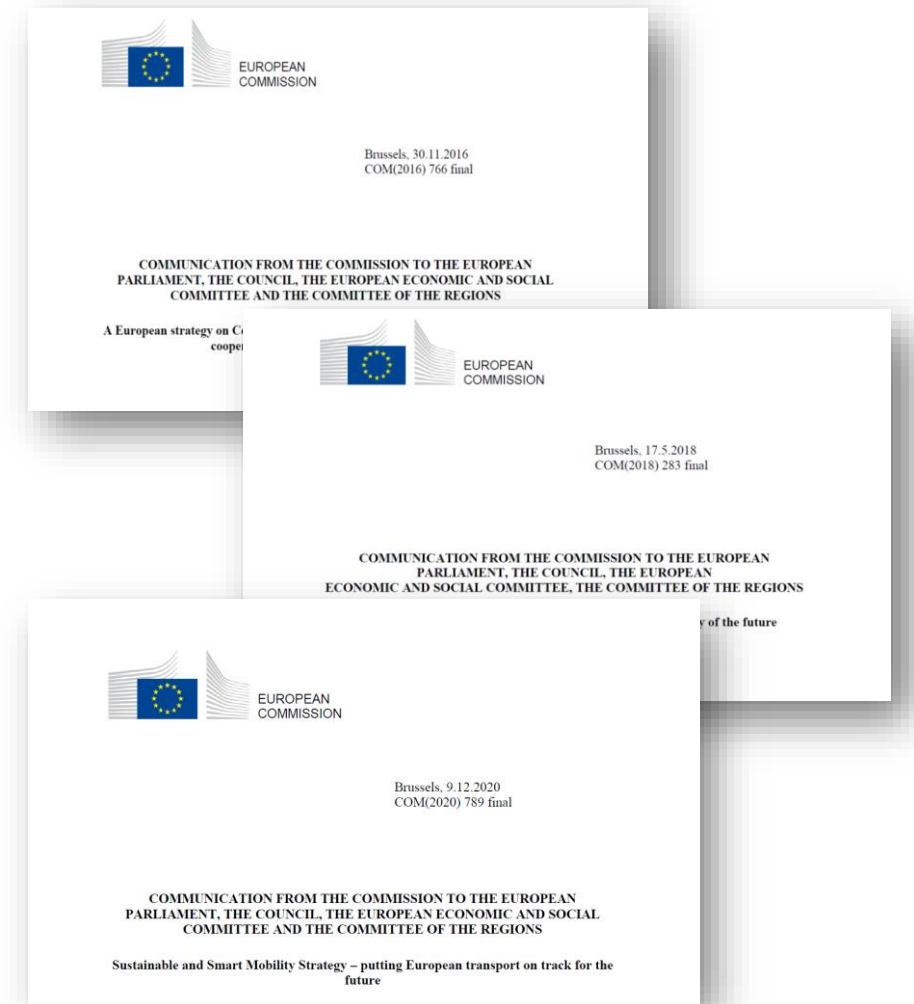 EUROPEAN
COMMISSION
Brussels, 30.11.2016
COM(2016) 766 final
COMMUNICATION FROM THE COMMISSION TO THE EUROPEAN
PARLIAMENT, THE COUNCIL, THE EUROPEAN ECONOMIC AND SOCIAL
COMMITTEE AND THE COMMITTEE OF THE REGIONS
A European strategy on
EUROPEAN
COMMISSION
Brussels, 17.5.2018
COM(2018) 283 final
COMMUNICATION FROM THE COMMISSION TO THE EUROPEAN
PARLIAMENT, THE COUNCIL, THE EUROPEAN
ECONOMIC AND SOCIAL COMMITTEE, THE COMMITTEE OF THE REGIONS
of the future
EUROPEAN
COMMISSION
Brussels, 9.12.2020
COM(2020) 789 final
COMMUNICATION FROM THE COMMISSION TO THE EUROPEAN
PARLIAMENT, THE COUNCIL, THE EUROPEAN ECONOMIC AND SOCIAL
COMMITTEE AND THE COMMITTEE OF THE REGIONS
Sustainable and Smart Mobility Strategy – putting European transport on track for the
future